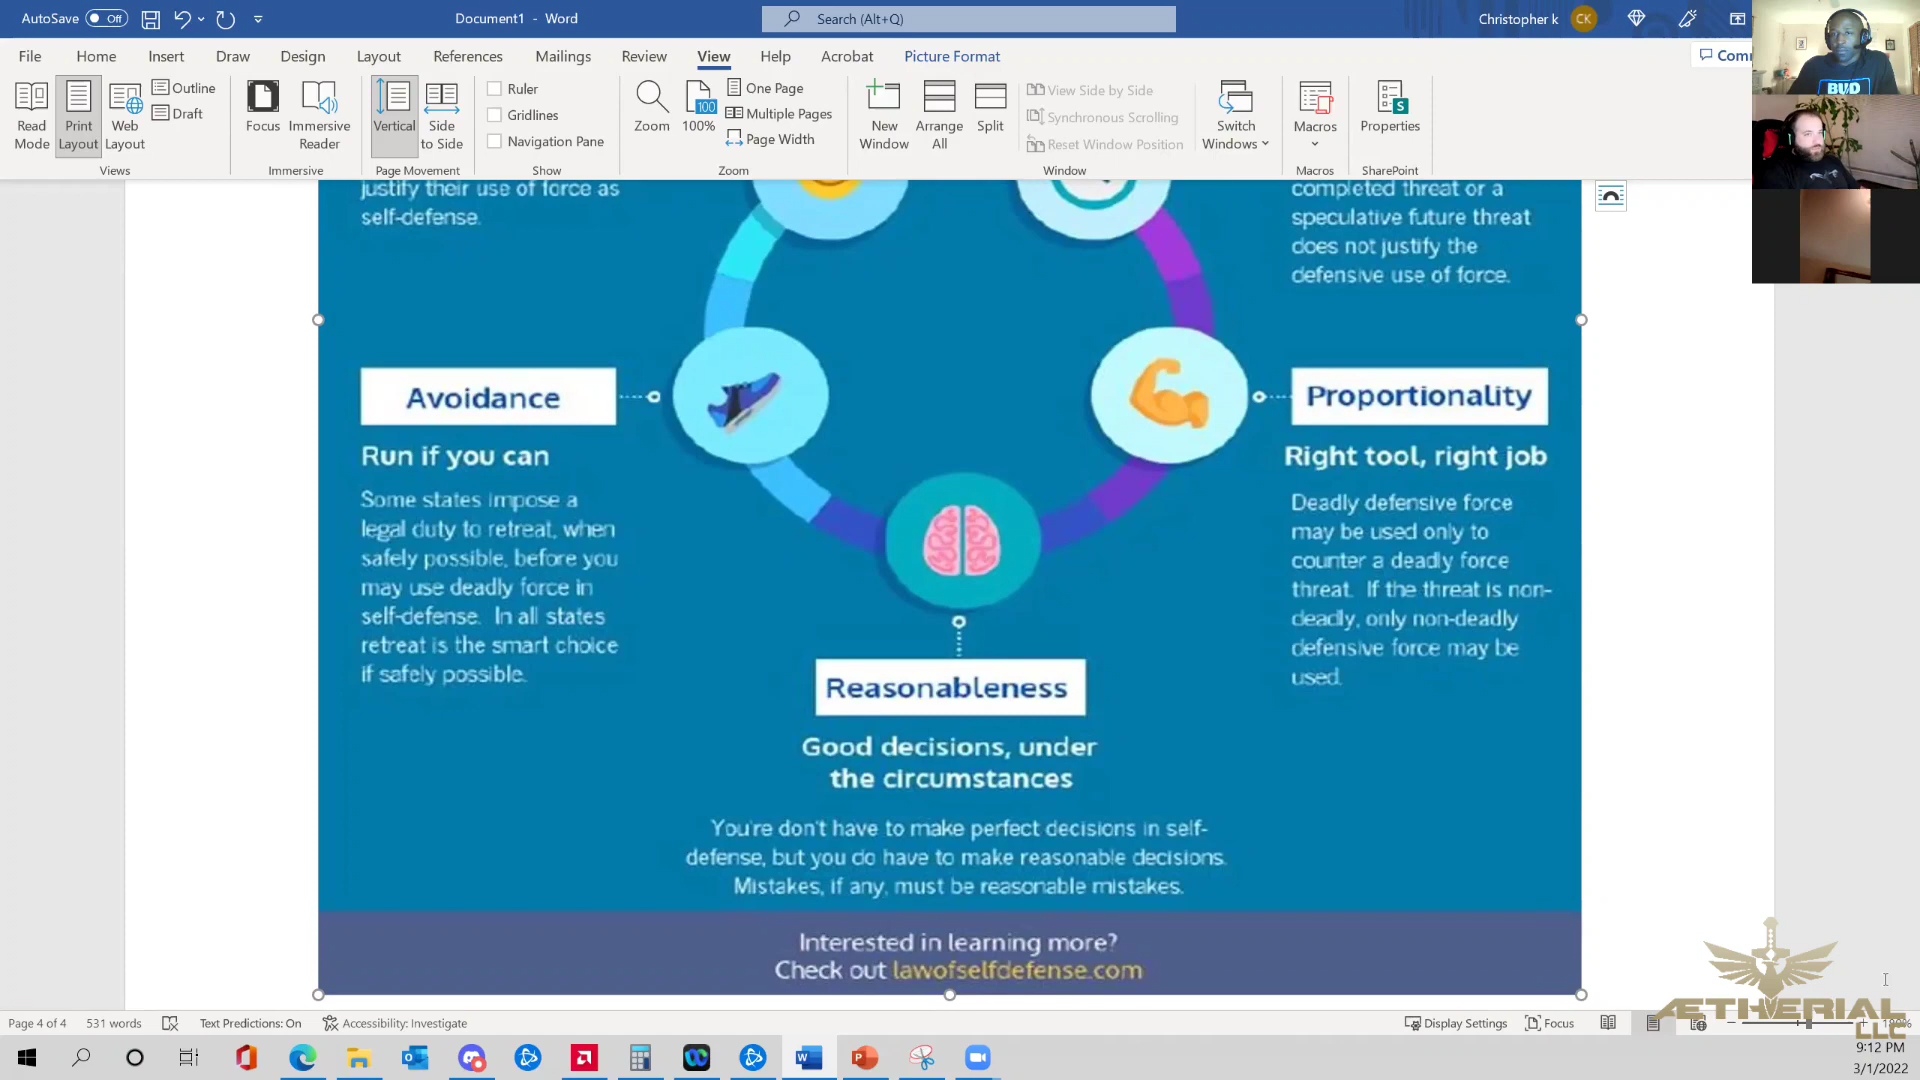 AutoSave Off Document1 - Word Search (Alt+Q) Christopher k CK
File Home Insert Draw Design Layout References Mailings Review View Help Acrobat Picture Format
Read Mode
Print Layout
Web Layout
Outline
Draft
Views
Focus
Immersive Reader
Immersive
Vertical
Side to Side
Page Movement
Ruler
Gridlines
Navigation Pane
Show
Zoom
100
100%
One Page
Multiple Pages
Page Width
Zoom
New Window
Arrange All
Split
View Side by Side
Synchronous Scrolling
Reset Window Position
Switch Windows
Window
Macros
Macros
Properties
SharePoint
BUD
justify their use of force as
self-defense.
completed threat or a
speculative future threat
does not justify the
defensive use of force.
Avoidance
Run if you can
Some states impose a
legal duty to retreat, when
safely possible, before you
may use deadly force in
self-defense. In all states
retreat is the smart choice
if safely possible.
Proportionality
Right tool, right job
Deadly defensive force
may be used only to
counter a deadly force
threat. If the threat is non-
deadly, only non-deadly
defensive force may be
used.
Reasonableness
Good decisions, under
the circumstances
You're don't have to make perfect decisions in self-
defense, but you do have to make reasonable decisions.
Mistakes, if any, must be reasonable mistakes.
Interested in learning more?
Check out lawofselfdefense.com
ÆTHERIAL
LLC
Page 4 of 4 531 words Text Predictions: On Accessibility: Investigate Display Settings Focus
9:12 PM
3/1/2022